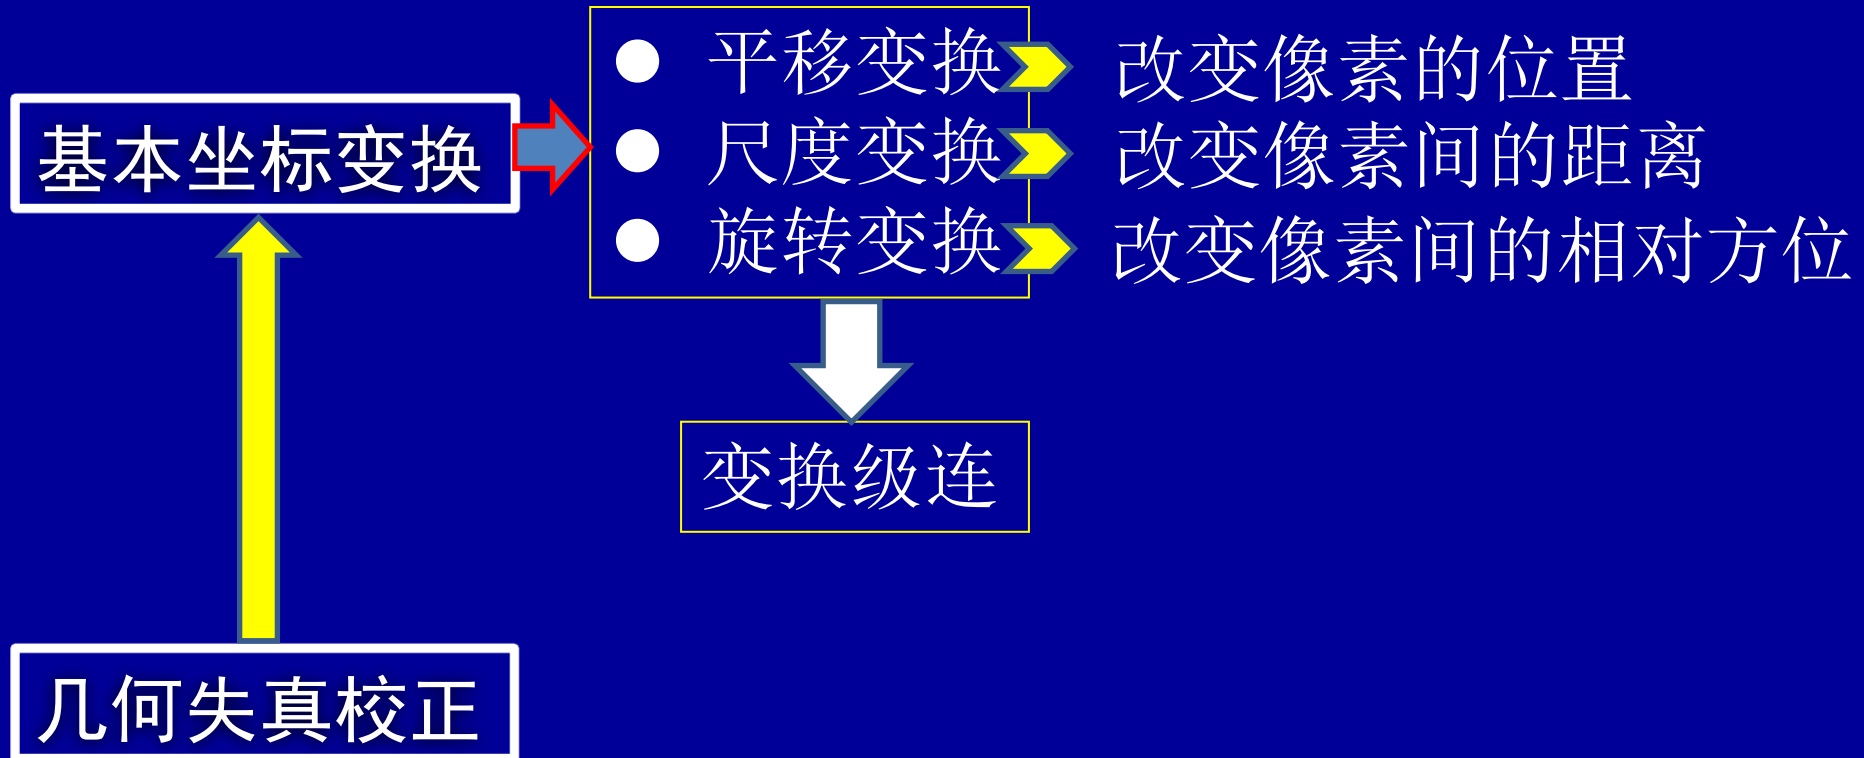 平移变换 改变像素的位置
基本坐标变换
尺度变换 改变像素间的距离
旋转变换 改变像素间的相对方位
变换级连
几何失真校正